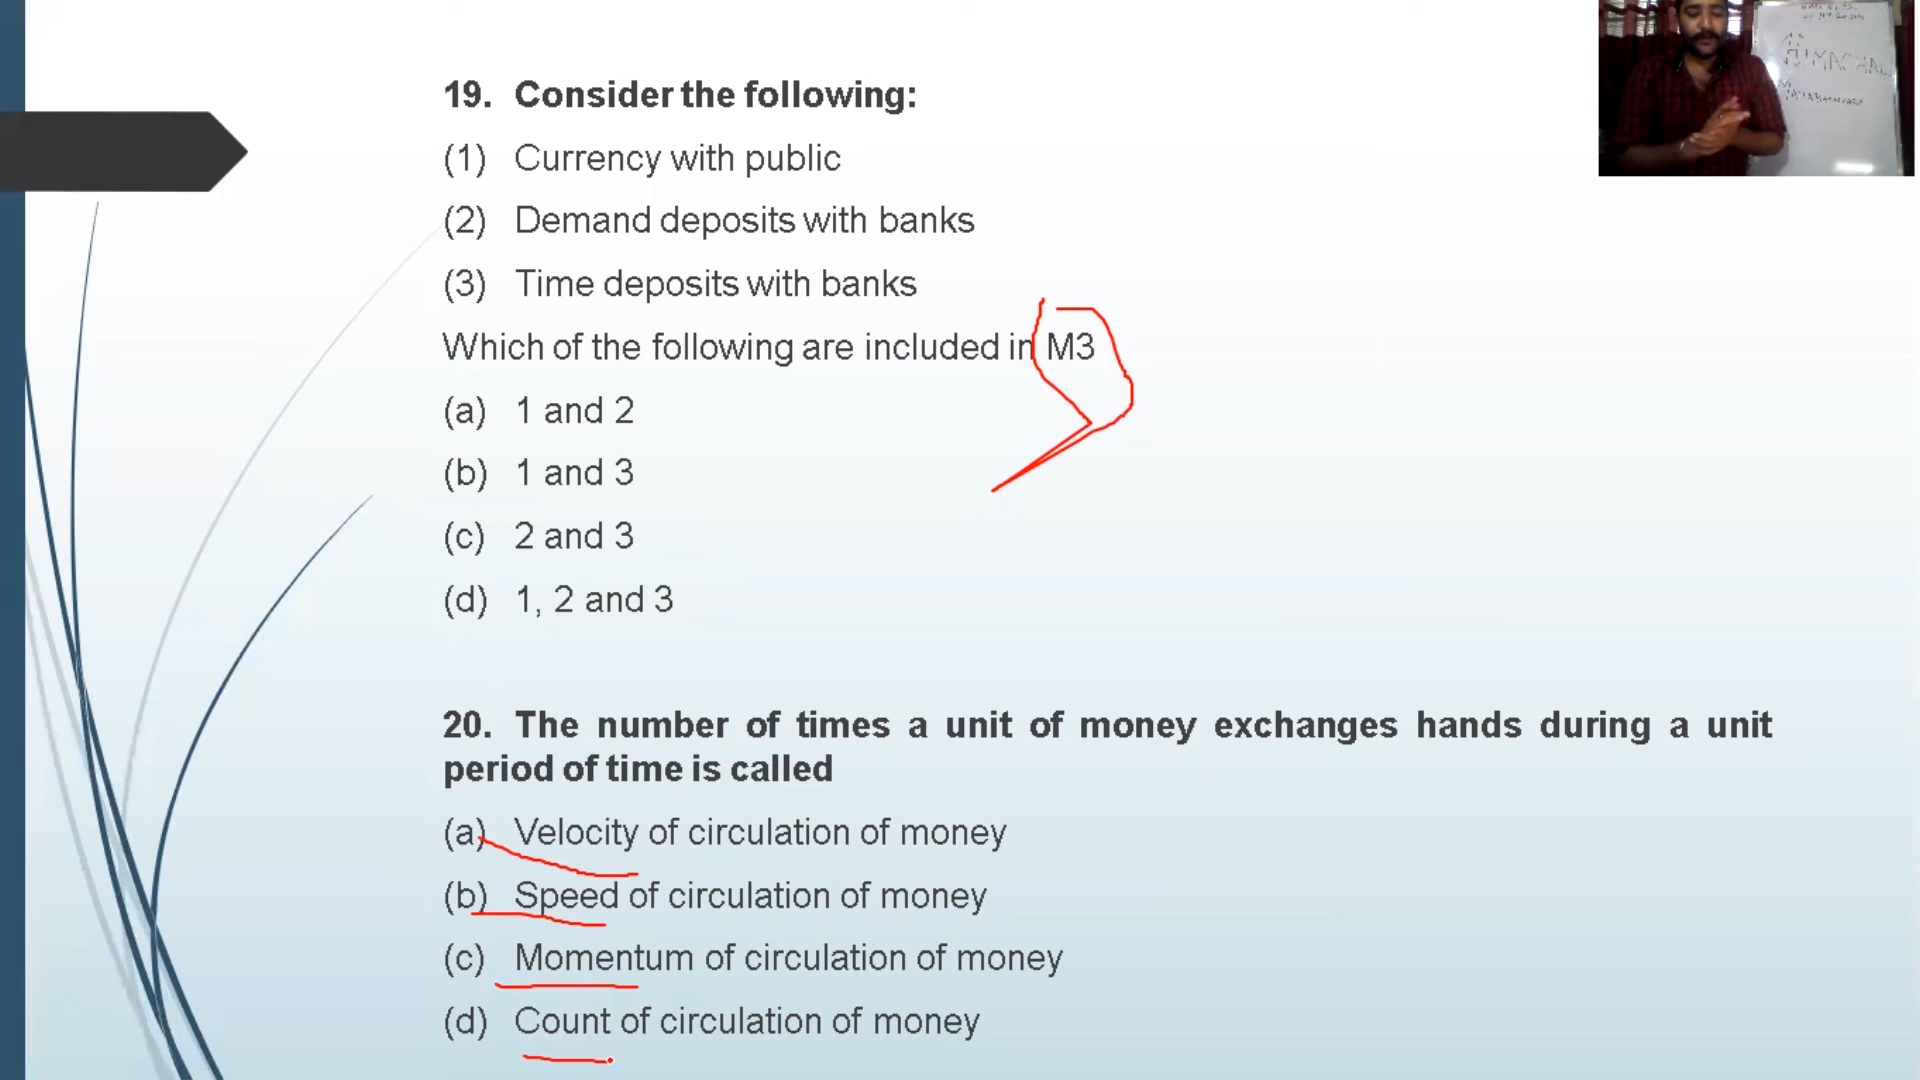 19. Consider the following:
(1) Currency with public
(2) Demand deposits with banks
(3) Time deposits with banks
Which of the following are included in M3
(a) 1 and 2
(b) 1 and 3
(c) 2 and 3
(d) 1, 2 and 3
20. The number of times a unit of money exchanges hands during a unit
period of time is called
(a) Velocity of circulation of money
(b) Speed of circulation of money
(c) Momentum of circulation of money
(d) Count of circulation of money
HIMACHAL